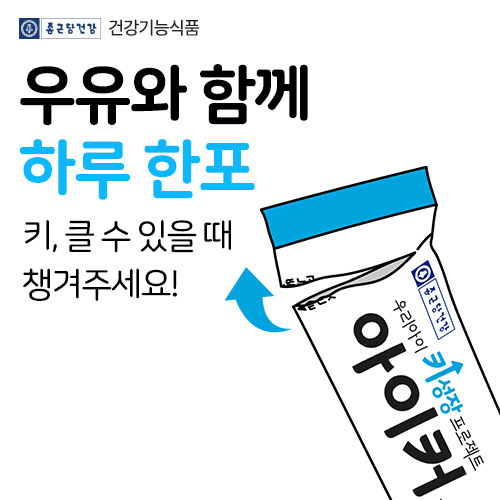 종근당건강 건강기능식품
우유와 함께
하루 한포
키, 클 수 있을 때
챙겨주세요!
종근당건강
우리아이 키성장 프로젝트
아이커